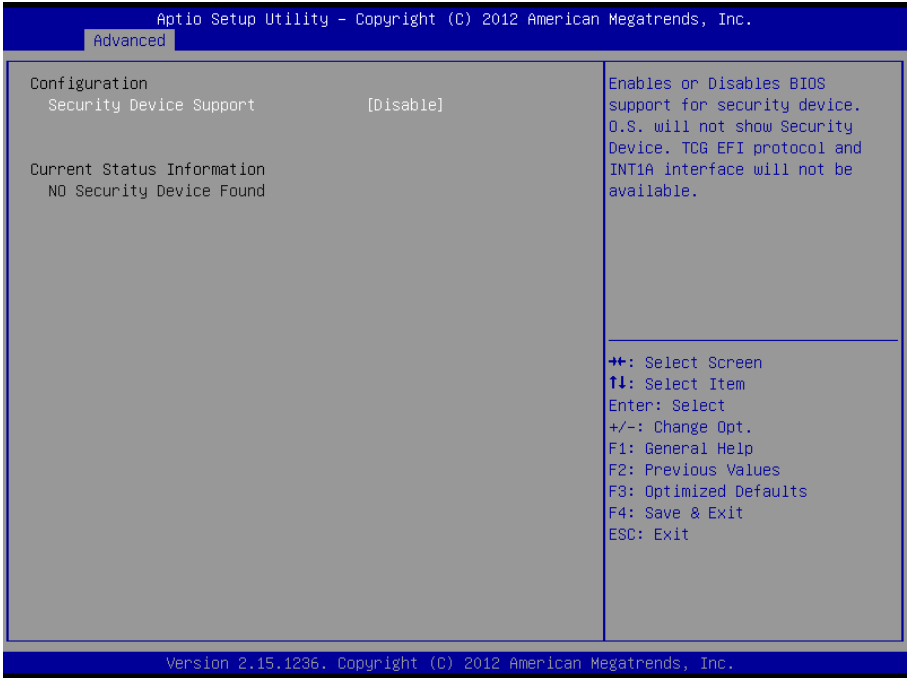 Aptio Setup Utility – Copyright (C) 2012 American Megatrends, Inc.
Advanced
Configuration
Security Device Support [Disable]
Current Status Information
NO Security Device Found
Enables or Disables BIOS
support for security device.
O.S. will not show Security
Device. TCG EFI protocol and
INT1A interface will not be
available.
→←: Select Screen
↑↓: Select Item
Enter: Select
+/-: Change Opt.
F1: General Help
F2: Previous Values
F3: Optimized Defaults
F4: Save & Exit
ESC: Exit
Version 2.15.1236. Copyright (C) 2012 American Megatrends, Inc.